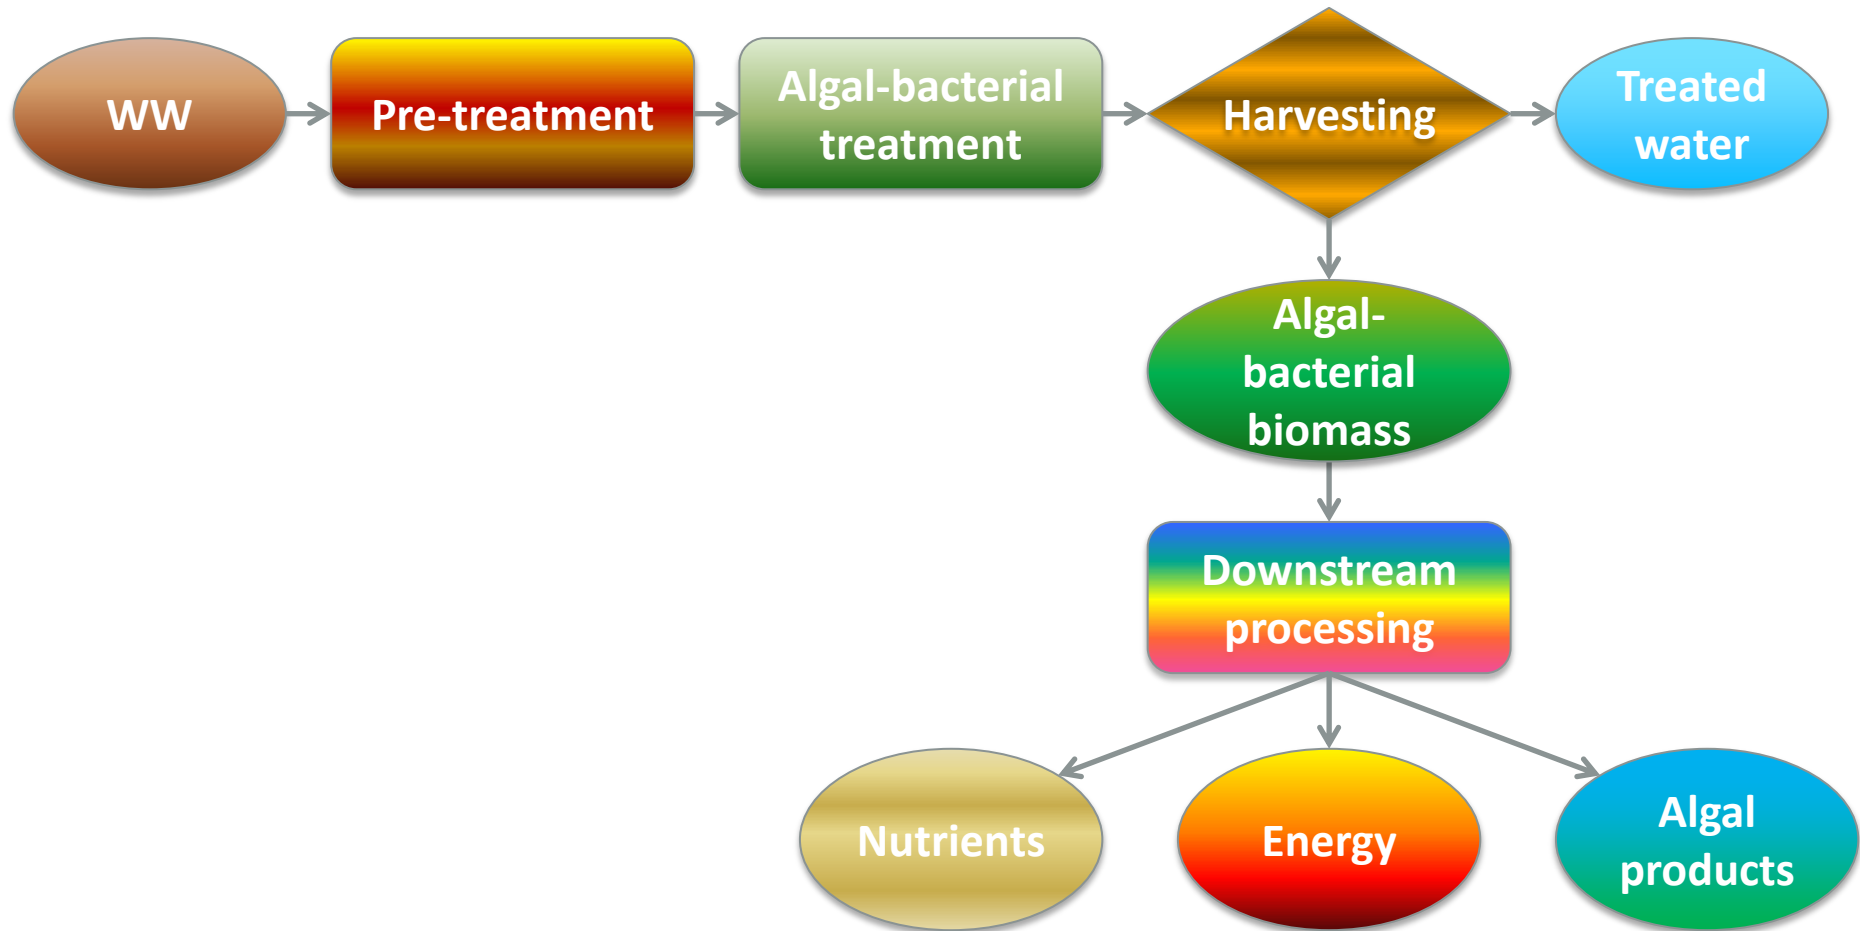 WW
Pre-treatment
Algal-bacterial
treatment
Harvesting
Treated
water
Algal-
bacterial
biomass
Downstream
processing
Nutrients
Energy
Algal
products